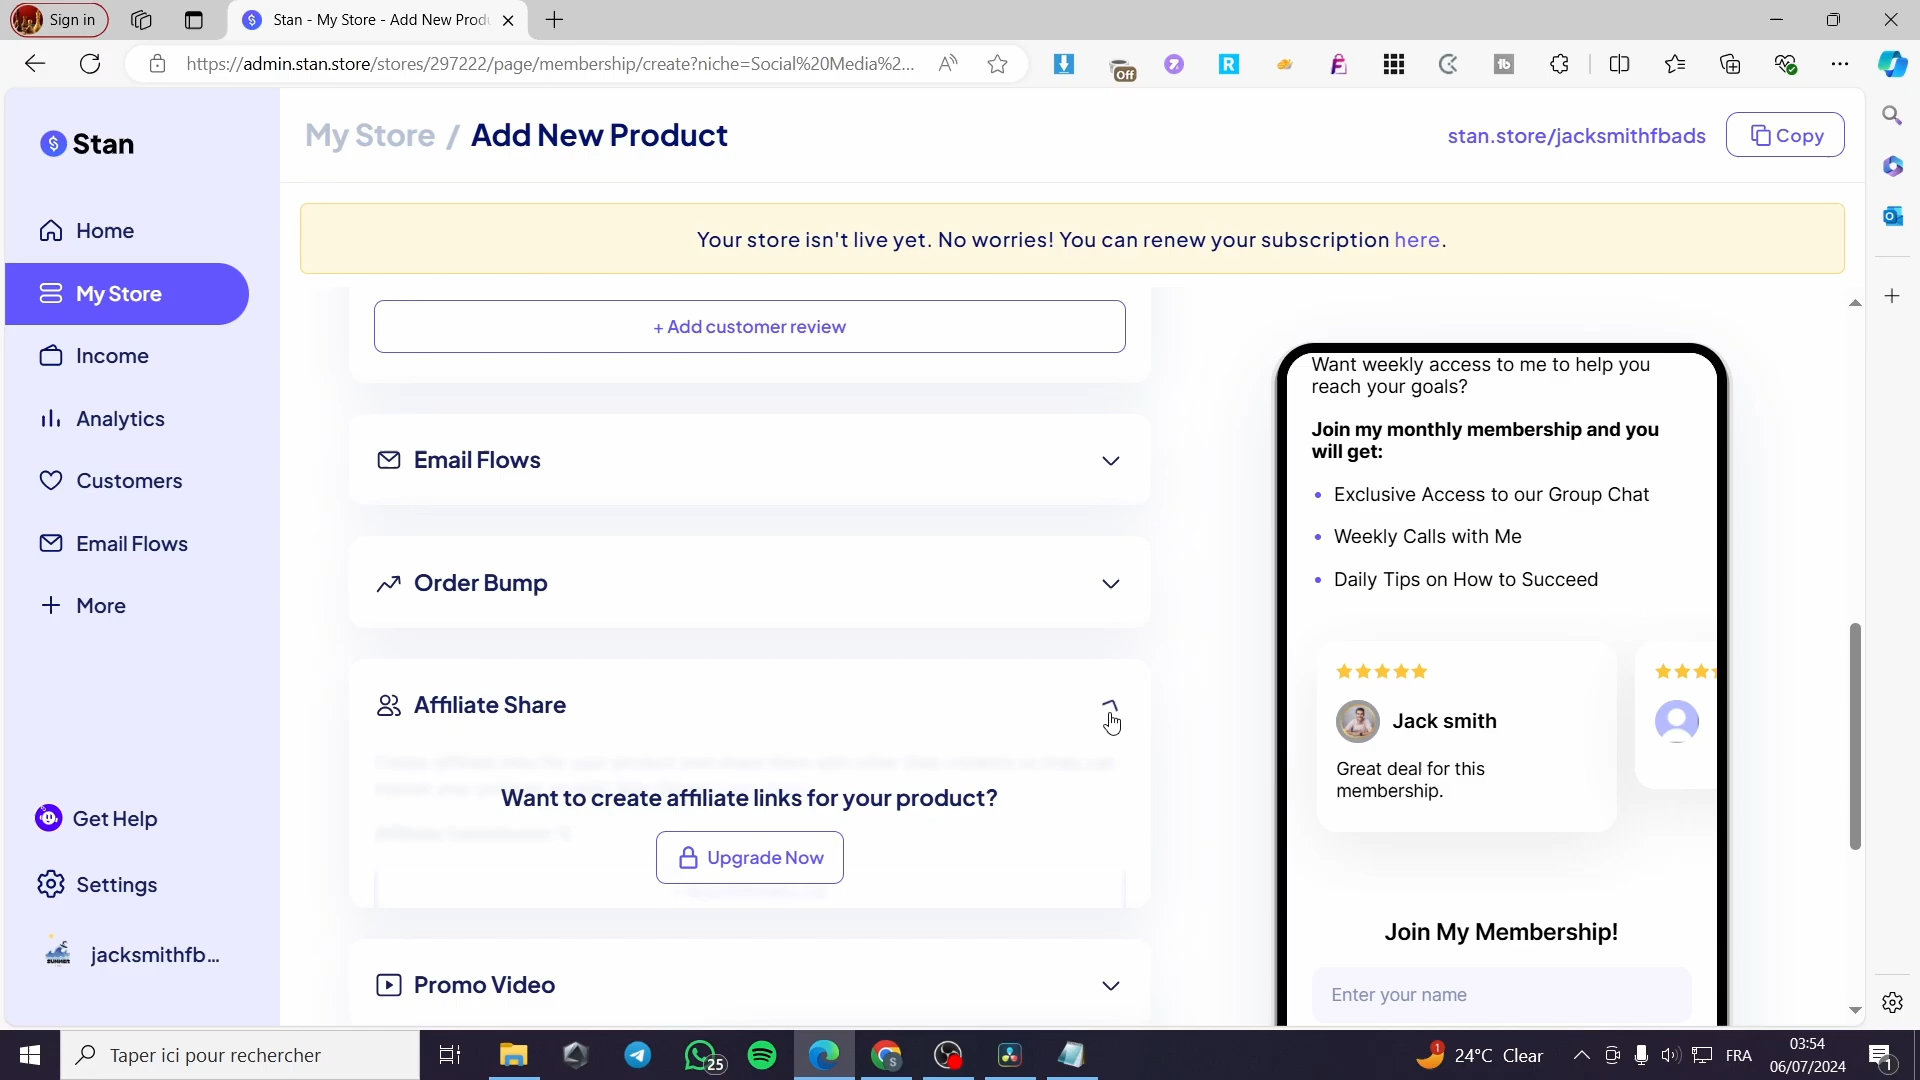 Sign in
Stan - My Store - Add New Produ
https://admin.stan.store/stores/297222/page/membership/create?niche=Social%20Media%2...
Off
Stan
My Store / Add New Product
stan.store/jacksmithfbads
Copy
Your store isn't live yet. No worries! You can renew your subscription here.
Home
My Store
Income
Analytics
Customers
Email Flows
More
Get Help
Settings
jacksmithfb...
+ Add customer review
Email Flows
Order Bump
Affiliate Share
Want to create affiliate links for your product?
Upgrade Now
Promo Video
Want weekly access to me to help you
reach your goals?
Join my monthly membership and you
will get:
• Exclusive Access to our Group Chat
• Weekly Calls with Me
• Daily Tips on How to Succeed
Jack smith
Great deal for this
membership.
Join My Membership!
Enter your name
Taper ici pour rechercher
25
1
24°C Clear
FRA
03:54
06/07/2024
1